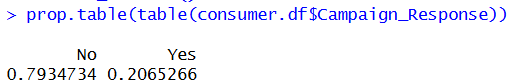 > prop.table(table(consumer.df$Campaign_Response))
No Yes
0.7934734 0.2065266